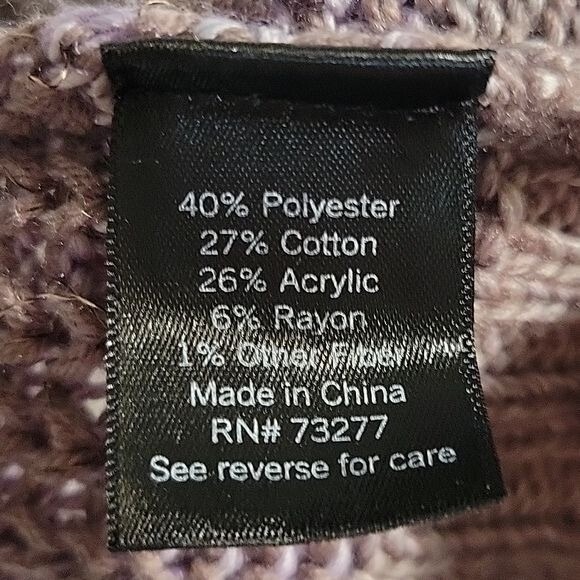 40% Polyester
27% Cotton
26% Acrylic
6% Rayon
1% Other Fiber
Made in China
RN# 73277
See reverse for care